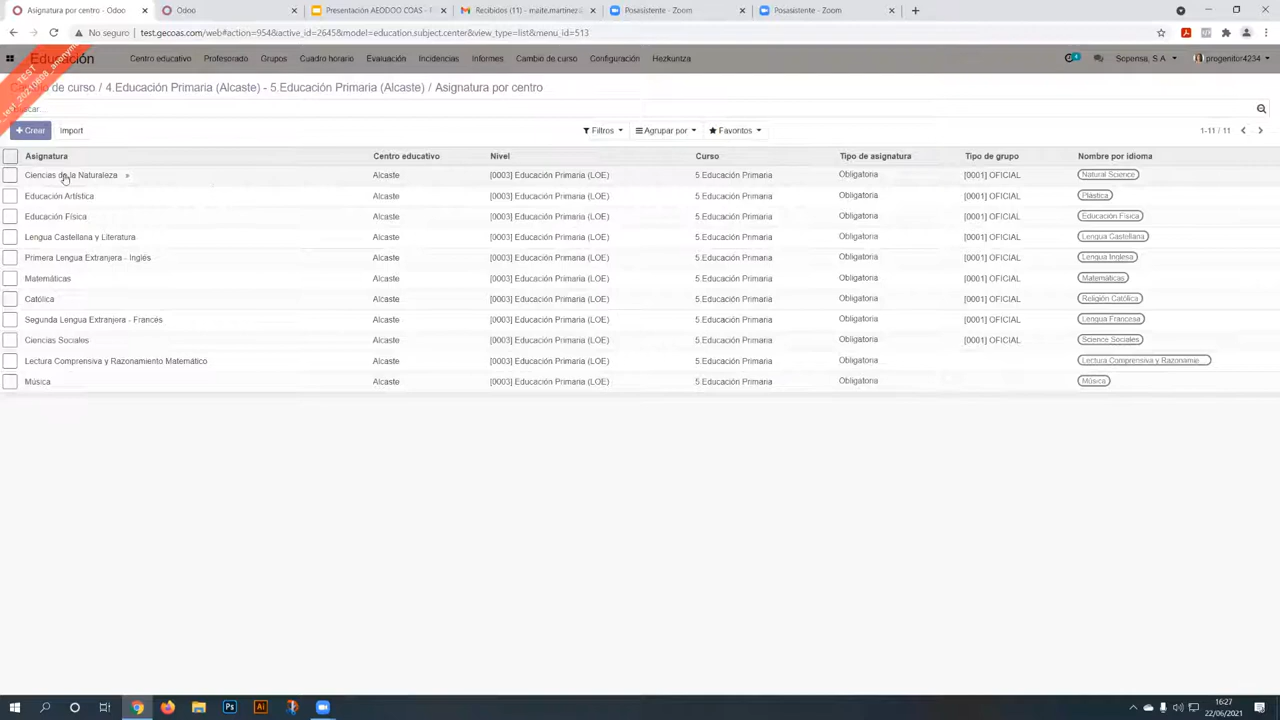 Asignatura por centro - Odoo
Odoo
Presentación AEODOO COAS -
Recibidos (11) - maite.martinez
Posasistente - Zoom
Posasistente - Zoom
No seguro
test.gecoas.com/web#action=954&active_id=2645&model=education.subject.center&view_type=list&menu_id=513
TEST
Educación
Centro educativo
Profesorado
Grupos
Cuadro horario
Evaluación
Incidencias
Informes
Cambio de curso
Configuración
Hezkuntza
Sopensa, S.A
progenitor4234
de curso / 4.Educación Primaria (Alcaste) - 5.Educación Primaria (Alcaste) / Asignatura por centro
+ Crear
Import
Filtros
Agrupar por
Favoritos
1-11 / 11
Asignatura Centro educativo Nivel Curso Tipo de asignatura Tipo de grupo Nombre por idioma
Ciencias de la Naturaleza » Alcaste [0003] Educación Primaria (LOE) 5.Educación Primaria Obligatoria [0001] OFICIAL Natural Science
Educación Artística Alcaste [0003] Educación Primaria (LOE) 5.Educación Primaria Obligatoria [0001] OFICIAL Plástica
Educación Física Alcaste [0003] Educación Primaria (LOE) 5.Educación Primaria Obligatoria [0001] OFICIAL Educación Física
Lengua Castellana y Literatura Alcaste [0003] Educación Primaria (LOE) 5.Educación Primaria Obligatoria [0001] OFICIAL Lengua Castellana
Primera Lengua Extranjera - Inglés Alcaste [0003] Educación Primaria (LOE) 5.Educación Primaria Obligatoria [0001] OFICIAL Lengua Inglesa
Matemáticas Alcaste [0003] Educación Primaria (LOE) 5.Educación Primaria Obligatoria [0001] OFICIAL Matemáticas
Católica Alcaste [0003] Educación Primaria (LOE) 5.Educación Primaria Obligatoria [0001] OFICIAL Religión Católica
Segunda Lengua Extranjera - Francés Alcaste [0003] Educación Primaria (LOE) 5.Educación Primaria Obligatoria [0001] OFICIAL Lengua Francesa
Ciencias Sociales Alcaste [0003] Educación Primaria (LOE) 5.Educación Primaria Obligatoria [0001] OFICIAL Science Sociales
Lectura Comprensiva y Razonamiento Matemático Alcaste [0003] Educación Primaria (LOE) 5.Educación Primaria Obligatoria Lectura Comprensiva y Razonamie...
Música Alcaste [0003] Educación Primaria (LOE) 5.Educación Primaria Obligatoria Música
16:27
22/06/2021